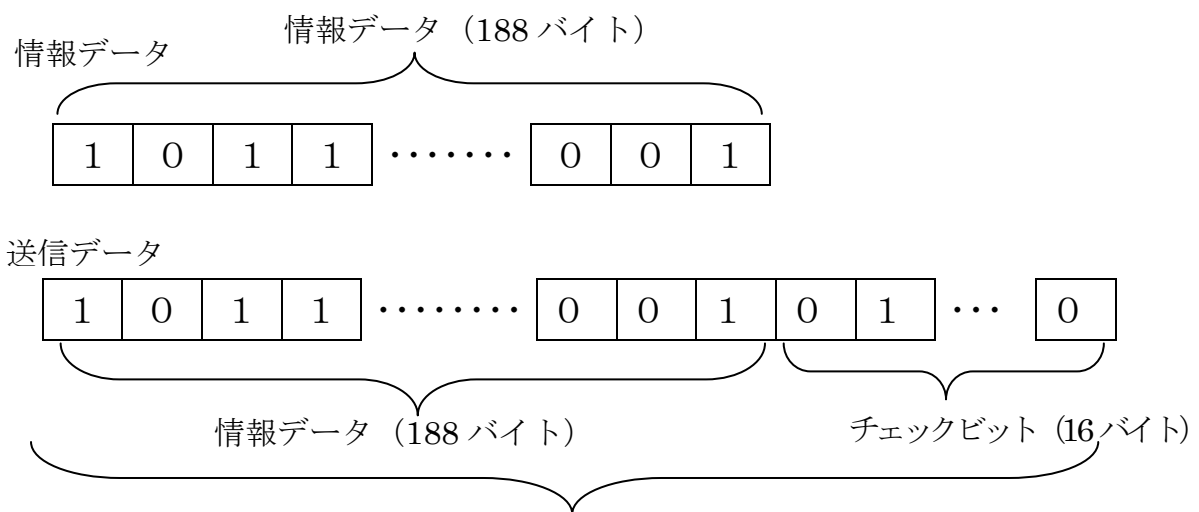 情報データ（188 バイト）
情報データ
1 0 1 1 ・・・・・・・ 0 0 1
送信データ
1 0 1 1 ・・・・・・・・ 0 0 1 0 1 ・・・ 0
情報データ（188 バイト）
チェックビット（16 バイト）